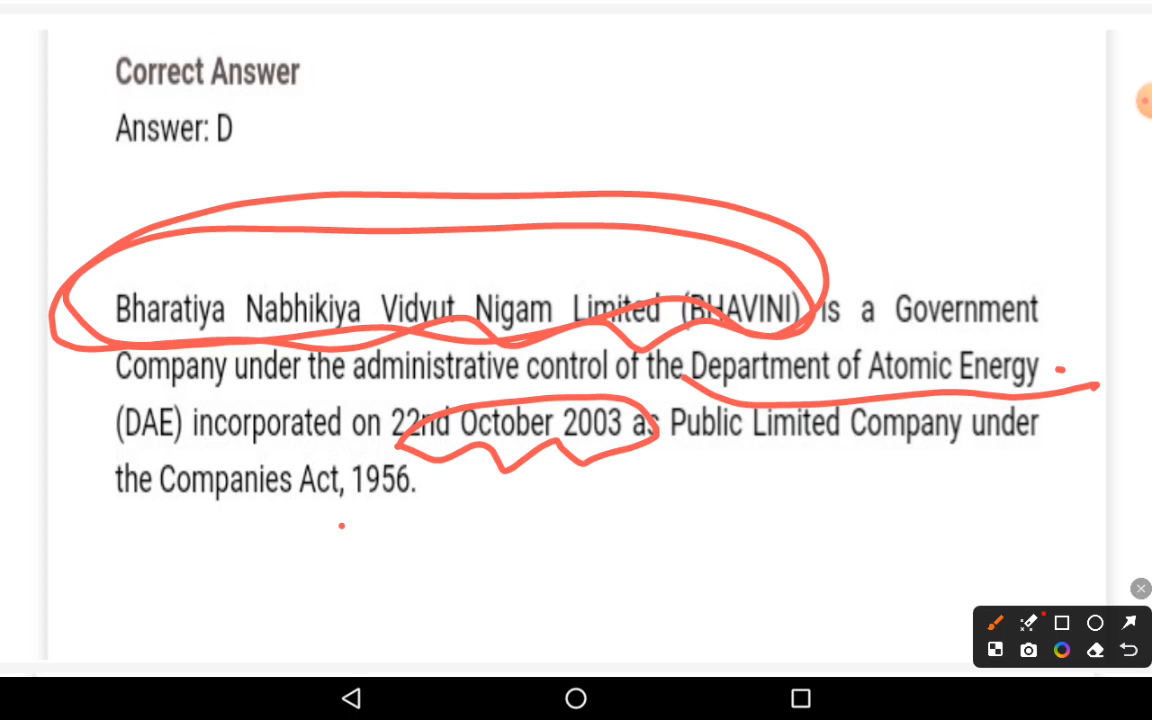 Correct Answer
Answer: D
Bharatiya Nabhikiya Vidyut Nigam Limited (BHAVINI) is a Government
Company under the administrative control of the Department of Atomic Energy
(DAE) incorporated on 22nd October 2003 as Public Limited Company under
the Companies Act, 1956.